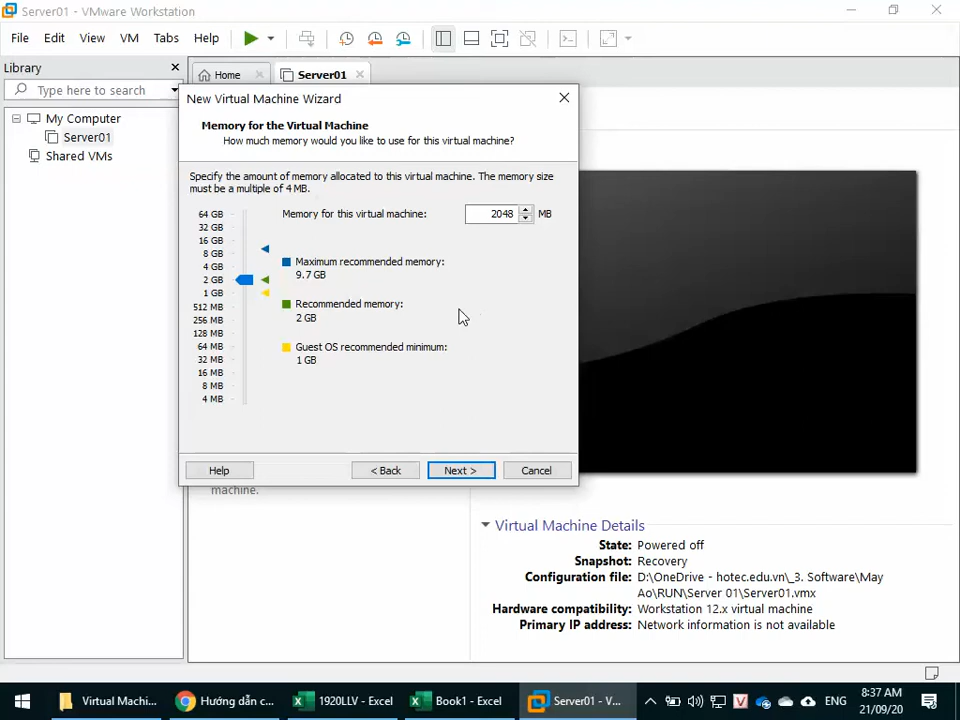 Server01 - VMware Workstation
File Edit View VM Tabs Help
Library
Type here to search
My Computer
Server01
Shared VMs
Home
Server01
New Virtual Machine Wizard
Memory for the Virtual Machine
How much memory would you like to use for this virtual machine?
Specify the amount of memory allocated to this virtual machine. The memory size
must be a multiple of 4 MB.
Memory for this virtual machine: 2048 MB
64 GB
32 GB
16 GB
8 GB
4 GB
2 GB
1 GB
512 MB
256 MB
128 MB
64 MB
32 MB
16 MB
8 MB
4 MB
Maximum recommended memory:
9.7 GB
Recommended memory:
2 GB
Guest OS recommended minimum:
1 GB
Help
< Back
Next >
Cancel
machine.
Virtual Machine Details
State: Powered off
Snapshot: Recovery
Configuration file: D:\OneDrive - hotec.edu.vn\_3. Software\May
Ao\RUN\Server 01\Server01.vmx
Hardware compatibility: Workstation 12.x virtual machine
Primary IP address: Network information is not available
Virtual Machi...
Hướng dẫn c...
1920LLV - Excel
Book1 - Excel
Server01 - V...
V
ENG
8:37 AM
21/09/20